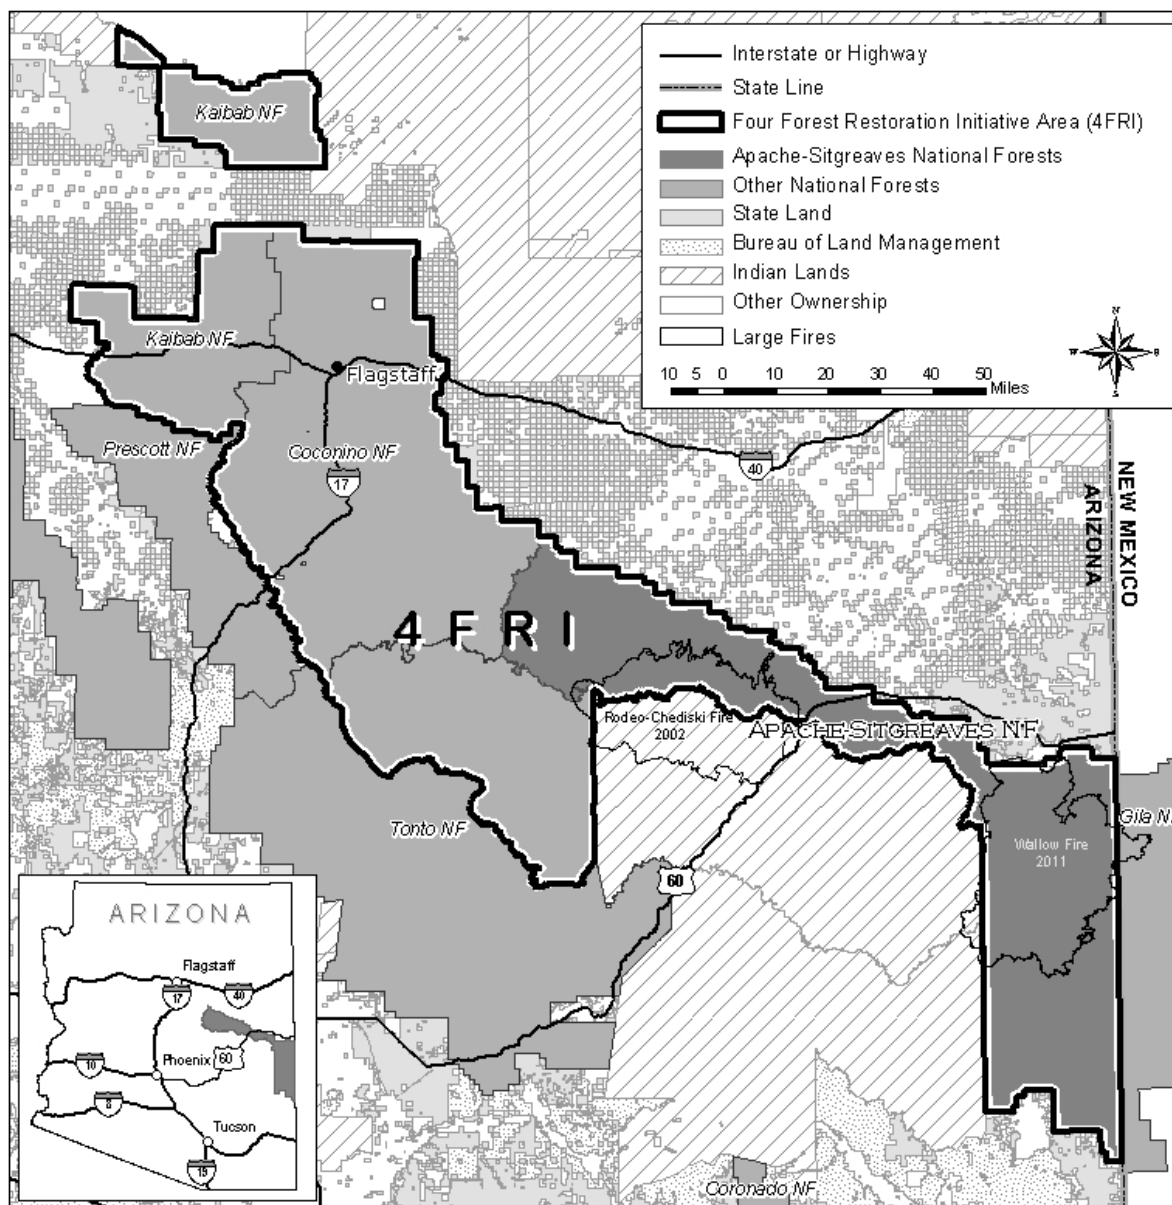 Interstate or Highway
State Line
Four Forest Restoration Initiative Area (4FRI)
Apache-Sitgreaves National Forests
Other National Forests
State Land
Bureau of Land Management
Indian Lands
Other Ownership
Large Fires
10 5 0 10 20 30 40 50
Miles
N
W
E
S
Kaibab NF
Kaibab NF
Flagstaff
Prescott NF
Coconino NF
17
40
NEW MEXICO
ARIZONA
4FRI
Rodeo-Chediski Fire
2002
APACHE-SITGREAVES NF
Tonto NF
Gila N
Wallow Fire
2011
60
Coronado NF
ARIZONA
Flagstaff
17
40
Phoenix
60
10
8
Tucson
19